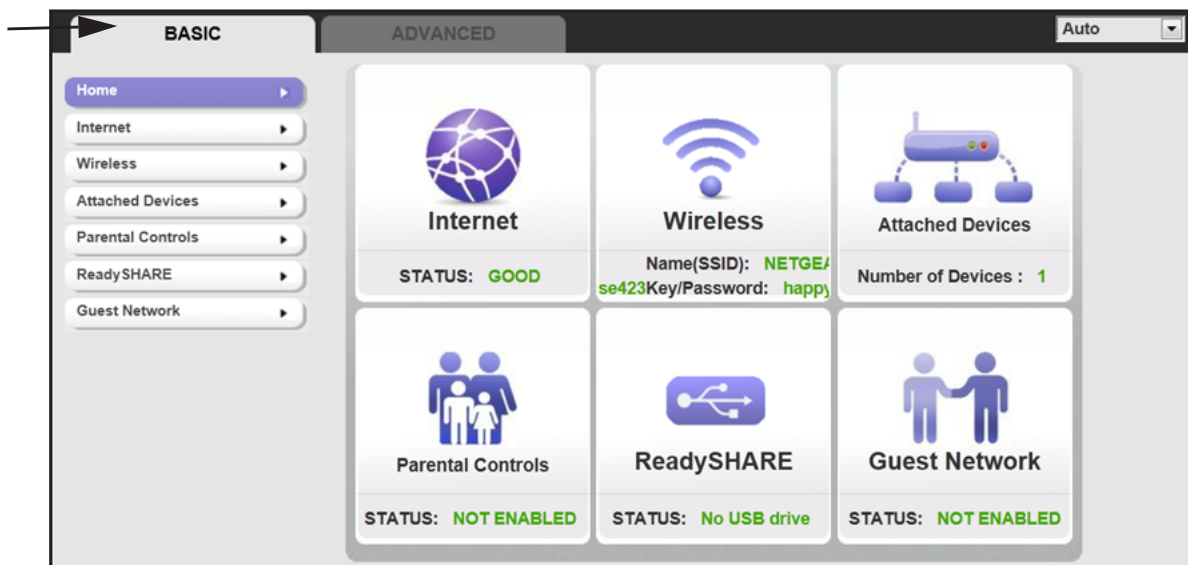 BASIC
ADVANCED
Auto
Home
Internet
Wireless
Attached Devices
Parental Controls
ReadySHARE
Guest Network
Internet
STATUS: GOOD
Wireless
Name(SSID): NETGEA
se423Key/Password: happy
Attached Devices
Number of Devices : 1
Parental Controls
STATUS: NOT ENABLED
ReadySHARE
STATUS: No USB drive
Guest Network
STATUS: NOT ENABLED